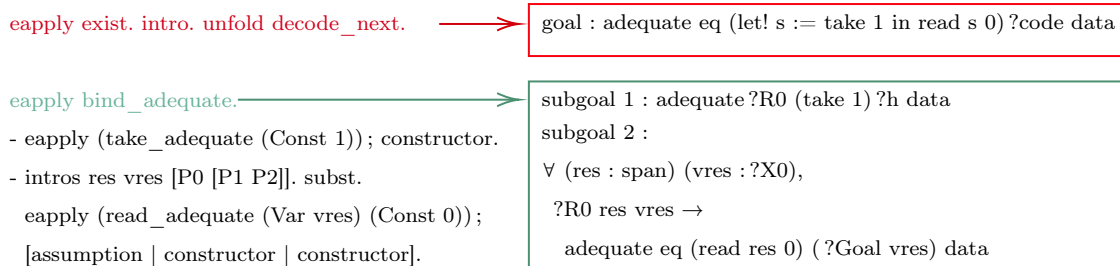 eapply exist. intro. unfold decode_next.
goal : adequate eq (let! s := take 1 in read s 0) ?code data
eapply bind_adequate.
- eapply (take_adequate (Const 1)) ; constructor.
- intros res vres [P0 [P1 P2]]. subst.
eapply (read_adequate (Var vres) (Const 0)) ;
[assumption | constructor | constructor].
subgoal 1 : adequate ?R0 (take 1) ?h data
subgoal 2 :
∀ (res : span) (vres : ?X0),
?R0 res vres →
adequate eq (read res 0) ( ?Goal vres) data